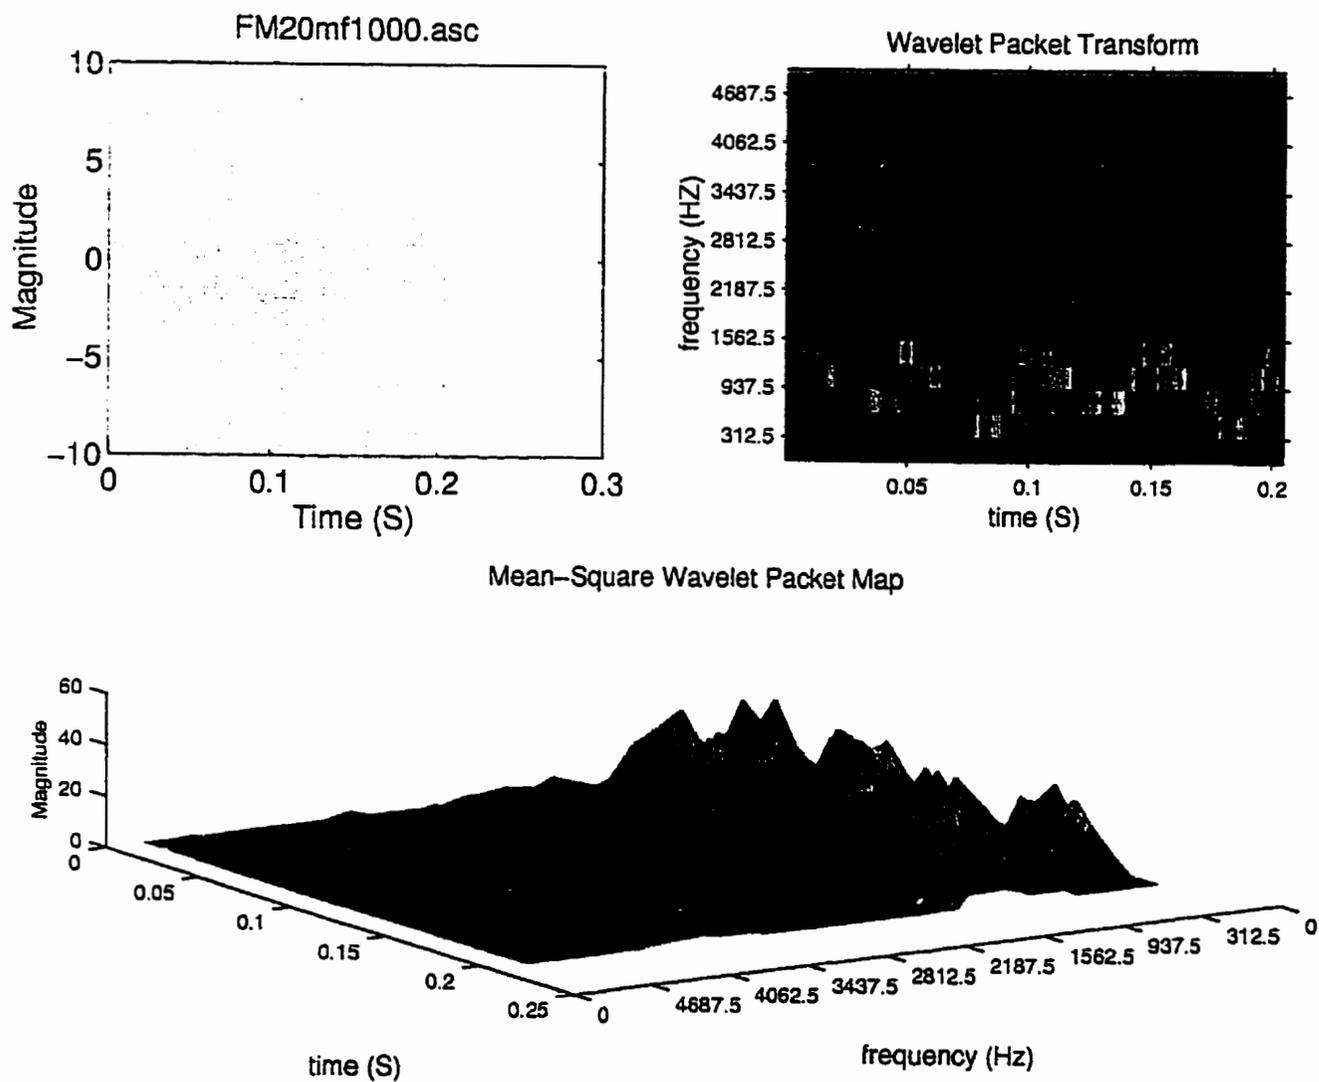 FM20mf1000.asc
10
5
0
-5
-10
Magnitude
0 0.1 0.2 0.3
Time (S)
Wavelet Packet Transform
4687.5
4062.5
3437.5
2812.5
2187.5
1562.5
937.5
312.5
frequency (HZ)
0.05 0.1 0.15 0.2
time (S)
Mean-Square Wavelet Packet Map
60
40
20
0
Magnitude
0
0.05
0.1
0.15
0.2
0.25
time (S)
0 4687.5 4062.5 3437.5 2812.5 2187.5 1562.5 937.5 312.5 0
frequency (Hz)